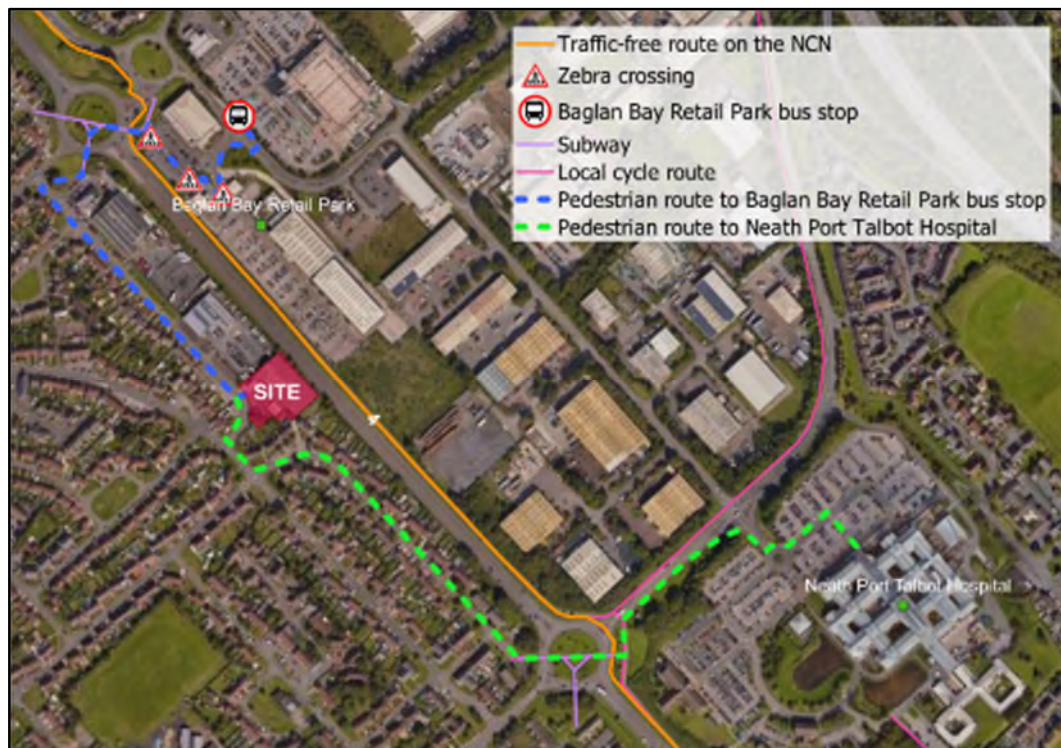 Traffic-free route on the NCN
Zebra crossing
Baglan Bay Retail Park bus stop
Subway
Local cycle route
Pedestrian route to Baglan Bay Retail Park bus stop
Pedestrian route to Neath Port Talbot Hospital
Baglan Bay Retail Park
SITE
4
Neath Port Talbot Hospital